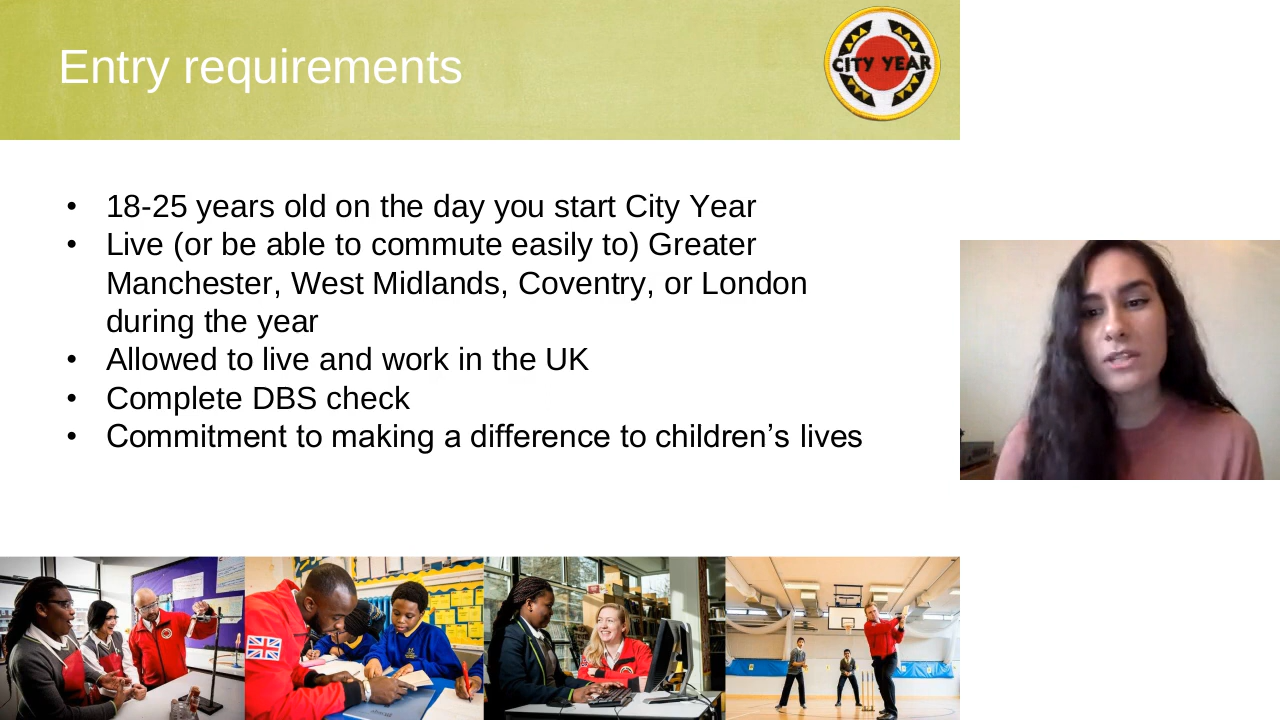 Entry requirements
CITY YEAR
• 18-25 years old on the day you start City Year
• Live (or be able to commute easily to) Greater
Manchester, West Midlands, Coventry, or London
during the year
• Allowed to live and work in the UK
• Complete DBS check
• Commitment to making a difference to children’s lives